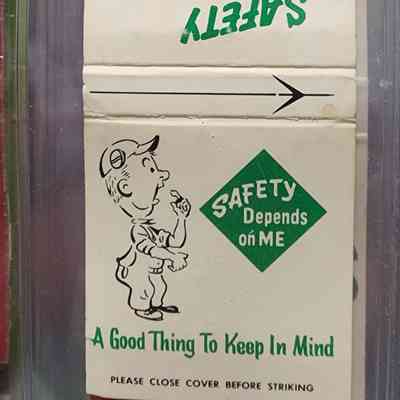 SAFETY
SAFETY
Depends
on ME
A Good Thing To Keep In Mind
PLEASE CLOSE COVER BEFORE STRIKING